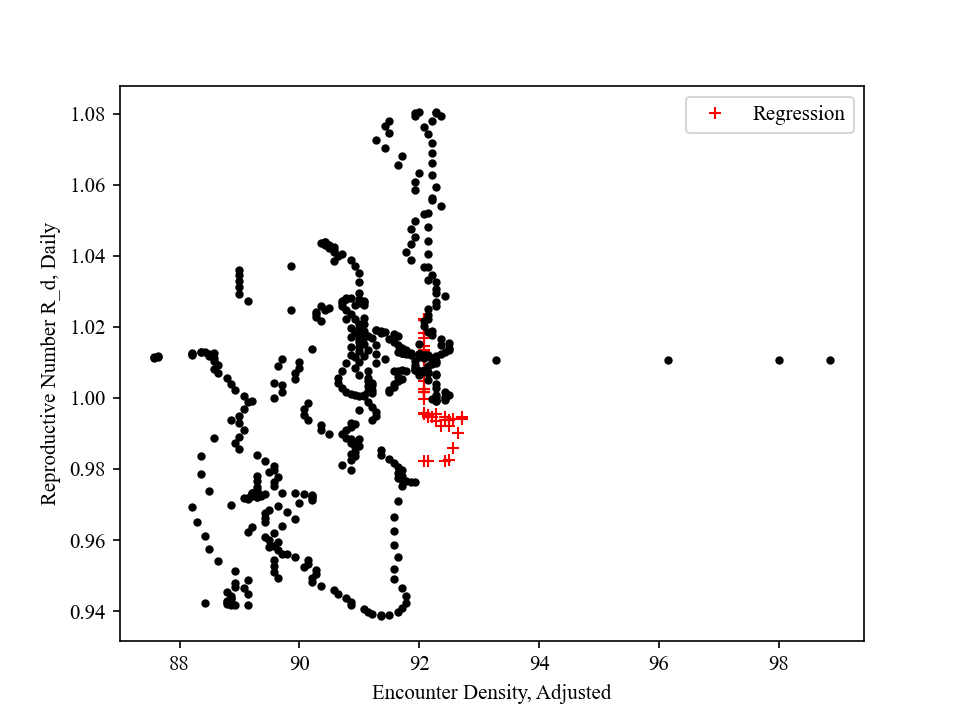 Regression
1.08
1.06
1.04
1.02
1.00
0.98
0.96
0.94
Reproductive Number R_d, Daily
88 90 92 94 96 98
Encounter Density, Adjusted